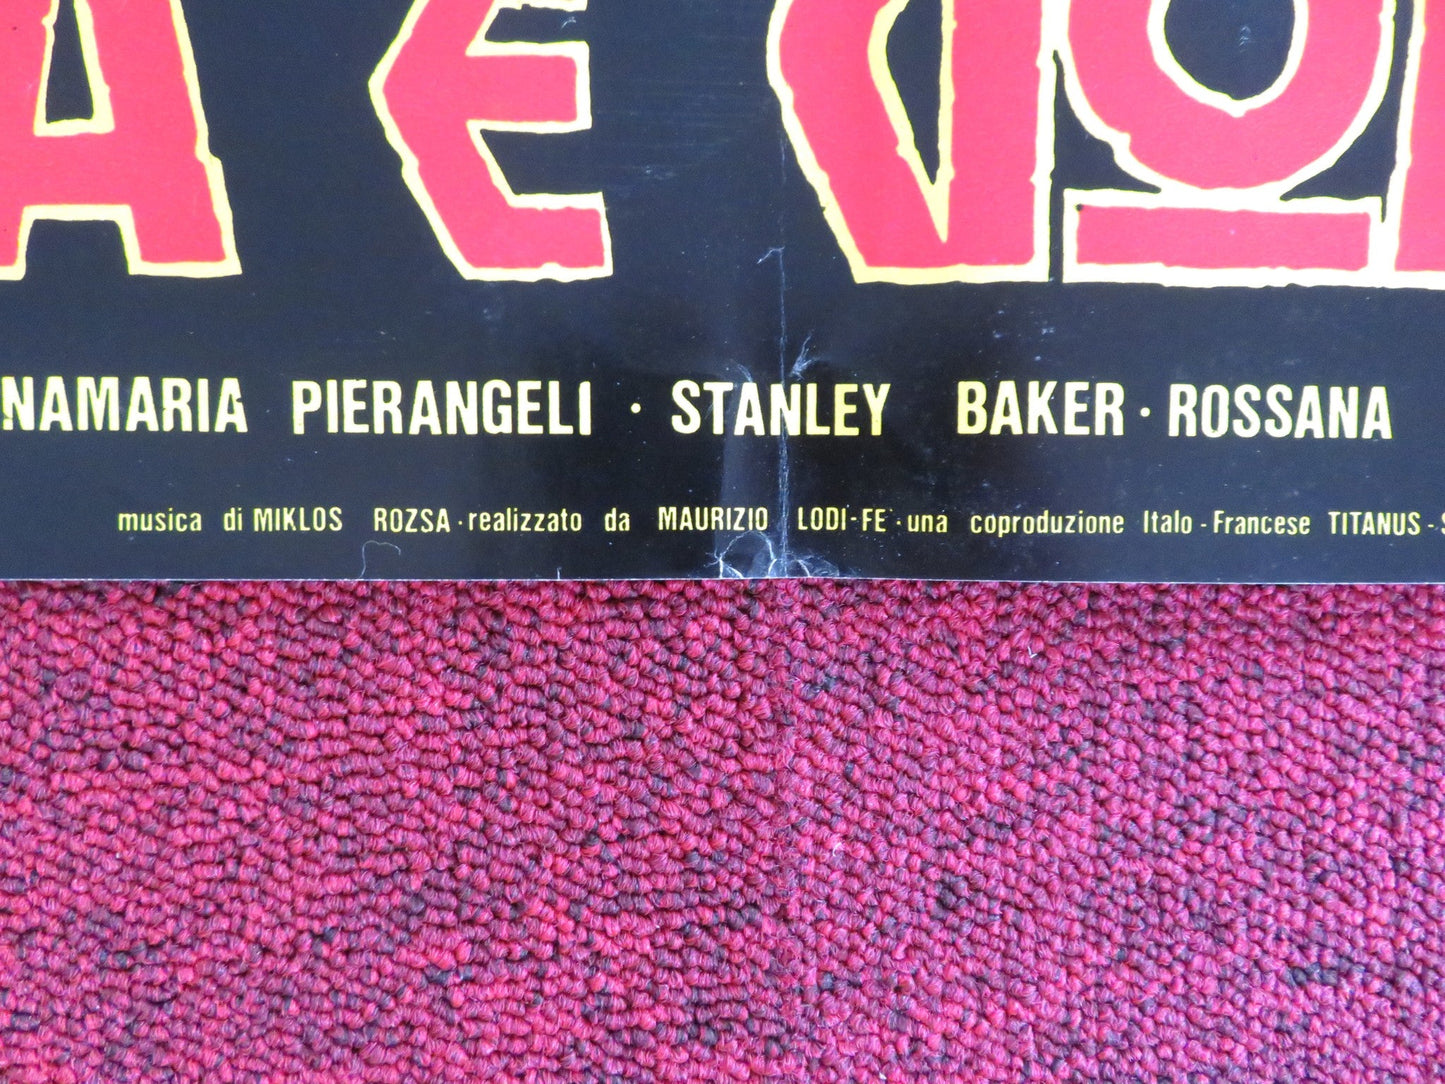 A E GO
NAMARIA PIERANGELI · STANLEY BAKER · ROSSANA
musica di MIKLOS ROZSA · realizzato da MAURIZIO LODI-FE · una coproduzione Italo - Francese TITANUS - S